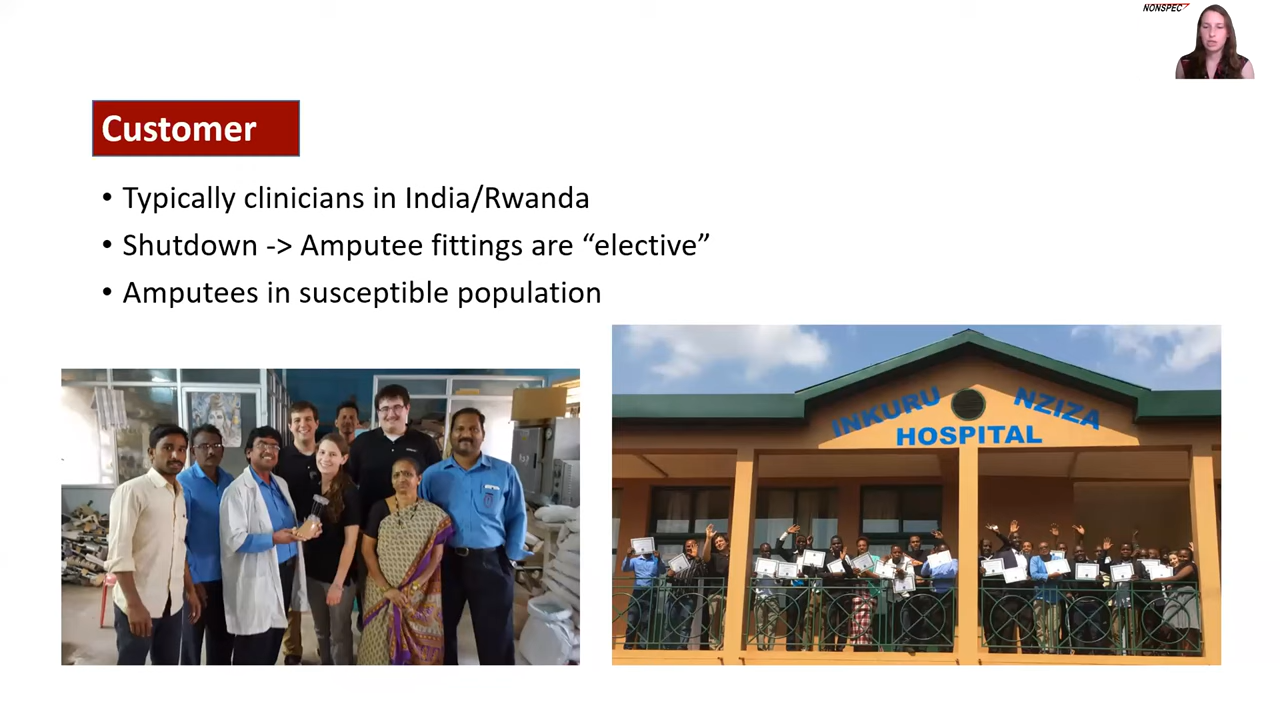 NONSPEC
Customer
• Typically clinicians in India/Rwanda
• Shutdown -> Amputee fittings are “elective”
• Amputees in susceptible population
INKURU NZIZA
HOSPITAL